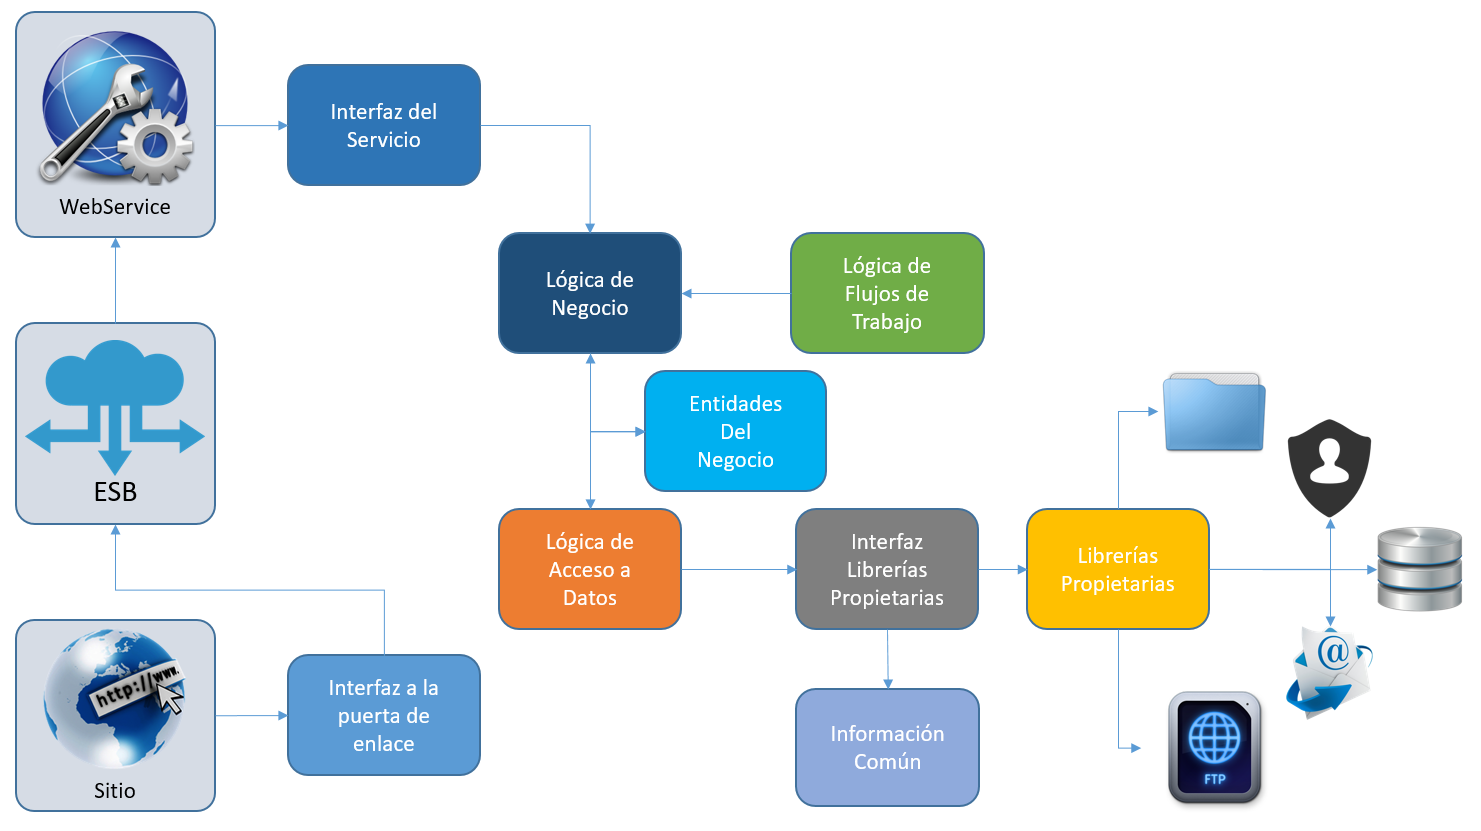 WebService
Interfaz del
Servicio
Lógica de
Negocio
Lógica de
Flujos de
Trabajo
ESB
Entidades
Del
Negocio
Lógica de
Acceso a
Datos
Interfaz
Librerías
Propietarias
Librerías
Propietarias
@
http://www.
Sitio
Interfaz a la
puerta de
enlace
Información
Común
FTP